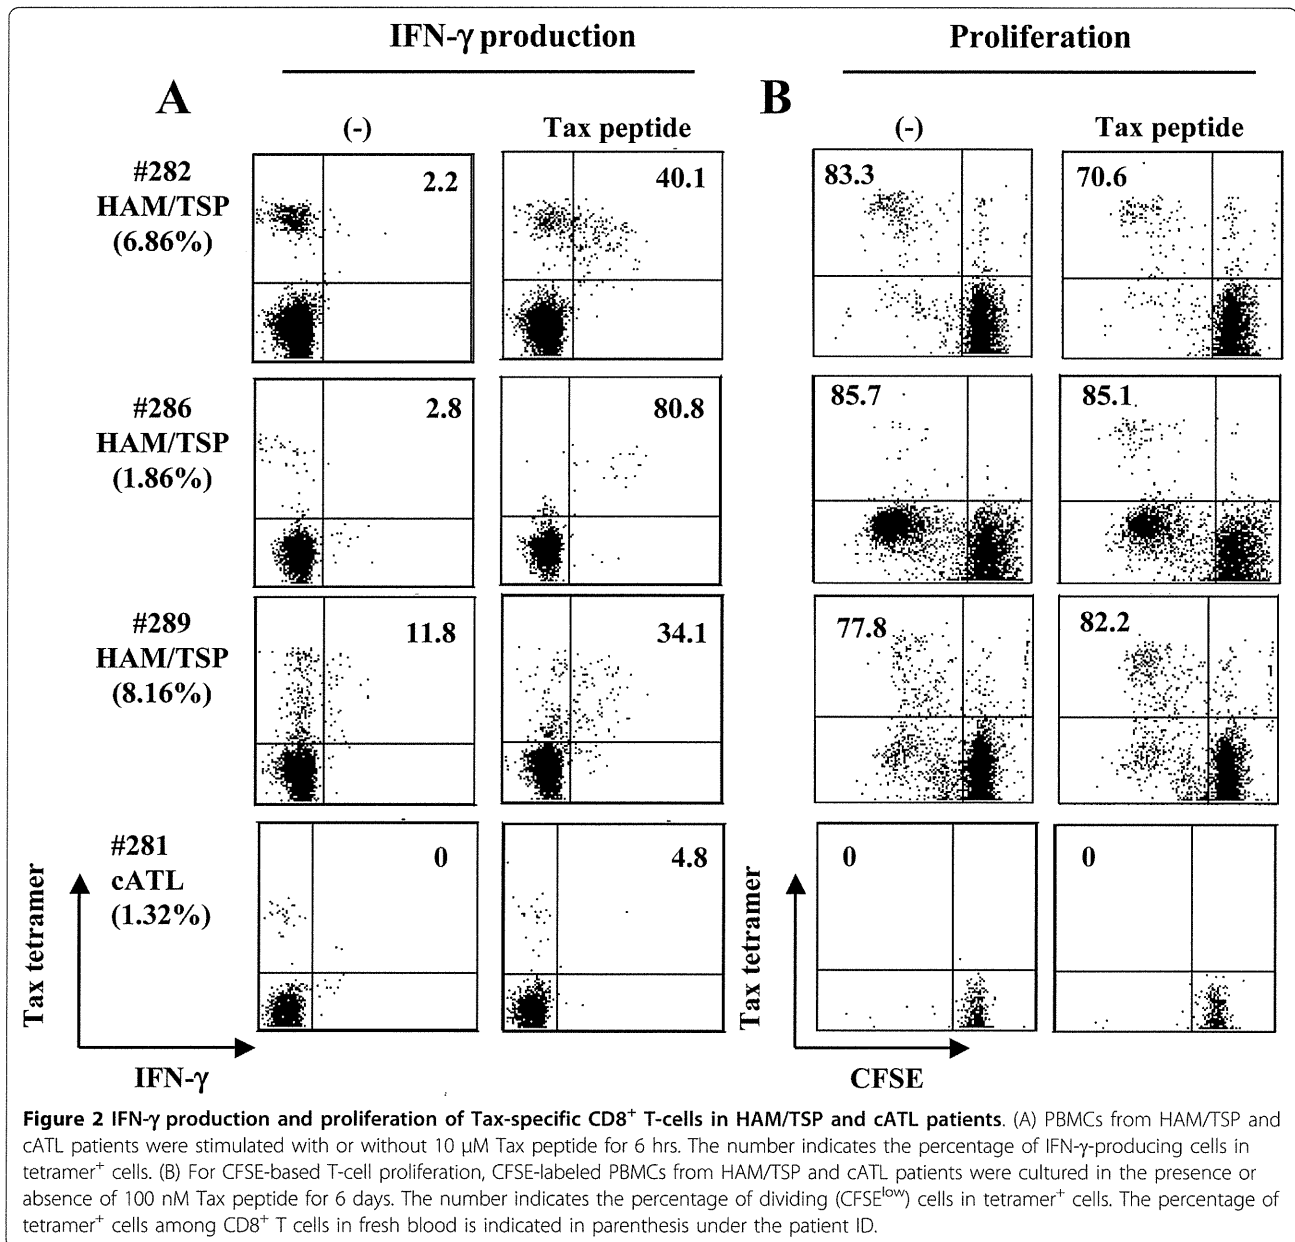 IFN-γ production
Proliferation
A
B
(-)
Tax peptide
(-)
Tax peptide
#282
HAM/TSP
(6.86%)
2.2
40.1
83.3
70.6
#286
HAM/TSP
(1.86%)
2.8
80.8
85.7
85.1
#289
HAM/TSP
(8.16%)
11.8
34.1
77.8
82.2
#281
cATL
(1.32%)
0
4.8
0
0
Tax tetramer
IFN-γ
Tax tetramer
CFSE
Figure 2 IFN-γ production and proliferation of Tax-specific CD8⁺ T-cells in HAM/TSP and cATL patients. (A) PBMCs from HAM/TSP and
cATL patients were stimulated with or without 10 μM Tax peptide for 6 hrs. The number indicates the percentage of IFN-γ-producing cells in
tetramer⁺ cells. (B) For CFSE-based T-cell proliferation, CFSE-labeled PBMCs from HAM/TSP and cATL patients were cultured in the presence or
absence of 100 nM Tax peptide for 6 days. The number indicates the percentage of dividing (CFSEˡᵒʷ) cells in tetramer⁺ cells. The percentage of
tetramer⁺ cells among CD8⁺ T cells in fresh blood is indicated in parenthesis under the patient ID.